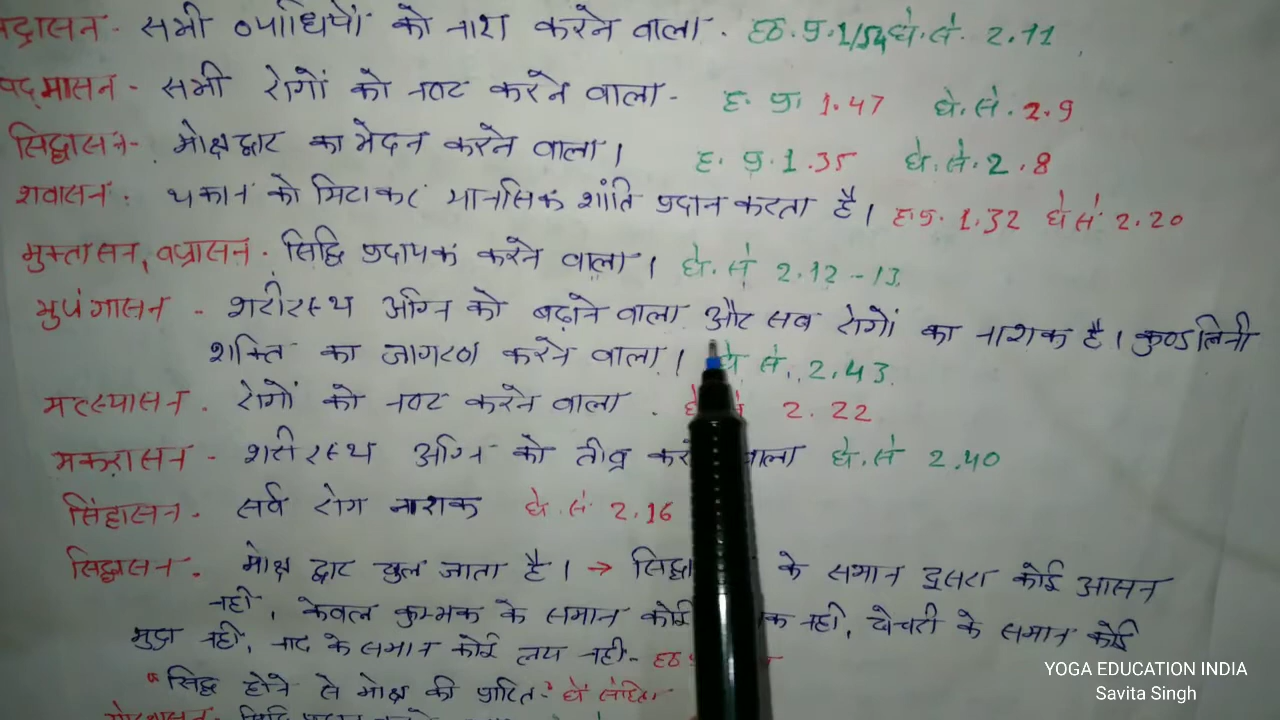 सभी व्याधियों को नाश करने वाला. हठ.प्र.1/54 घे.सं. 2.11
पद्मासन - सभी रोगों को नष्ट करने वाला- ह. प्र. 1.47 घे. सं. 2.9
सिद्धासन- मोक्षद्वार का भेदन करने वाला। ह. प्र. 1.35 घे. सं. 2.8
शवासन. थकान को मिटाकर मानसिक शांति प्रदान करता है। ह.प्र. 1.32 घे सं. 2.20
मुक्तासन, वज्रासन. सिद्धि प्रदायक करने वाला। घे. सं 2.12-13.
भुजंगासन - शरीरस्थ अग्नि को बढ़ाने वाला और सब रोगों का नाशक है। कुण्डलिनी
शक्ति का जागरण करने वाला। घे सं. 2.43.
मत्स्यासन. रोगों को नष्ट करने वाला. 2.22
मकरासन - शरीरस्थ अग्नि को तीव्र वाला घे. सं 2.40
सिंहासन. सर्व रोग नाशक घे. सं 2.16
सिद्धासन. मोक्ष द्वार खुल जाता है। → के समान दुसरा कोई आसन
नही, केवल कुम्भक के समान कोई नही, खेचरी के समान कोई
मुद्रा नही, नाद के समान कोई लय नही-
"सिद्ध होने से मोक्ष की प्राप्ति-
YOGA EDUCATION INDIA
Savita Singh